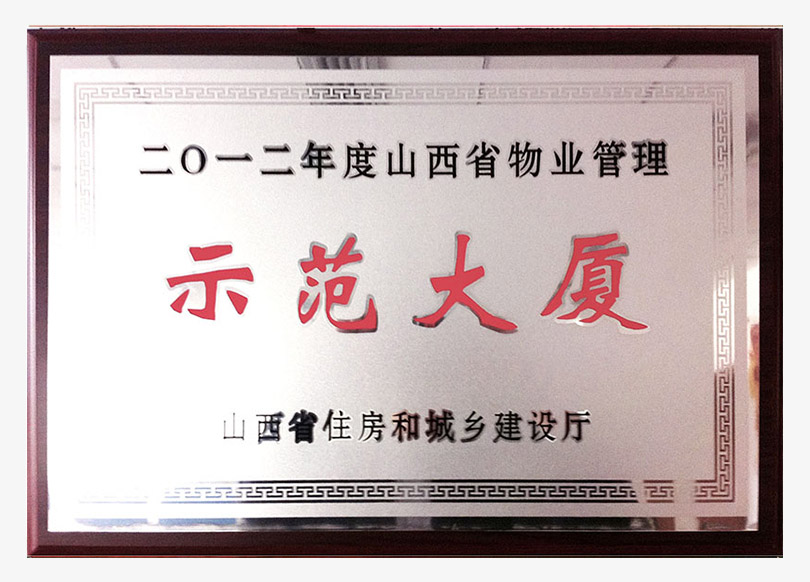 二〇一二年度山西省物业管理
示范大厦
山西省住房和城乡建设厅